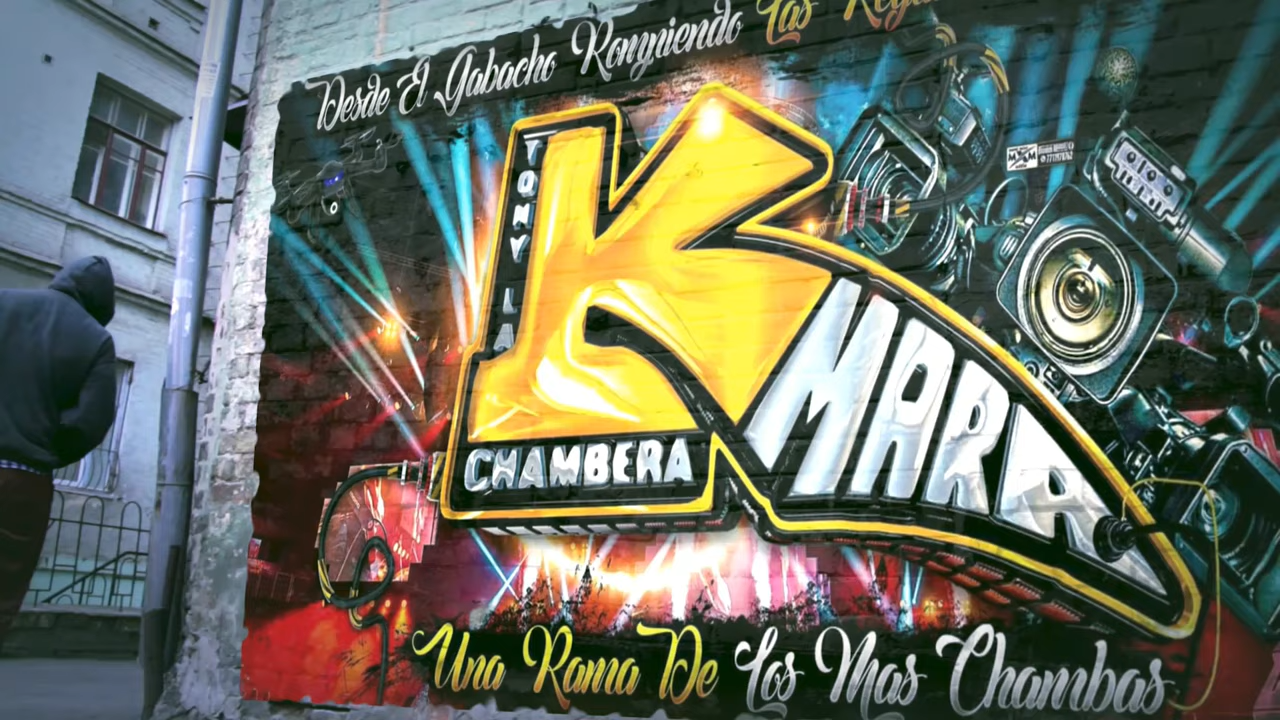 Desde El Gabacho Rompiendo Las
TONY LA
K
MARA
CHAMBERA
Una Rama De Los Mas Chambas